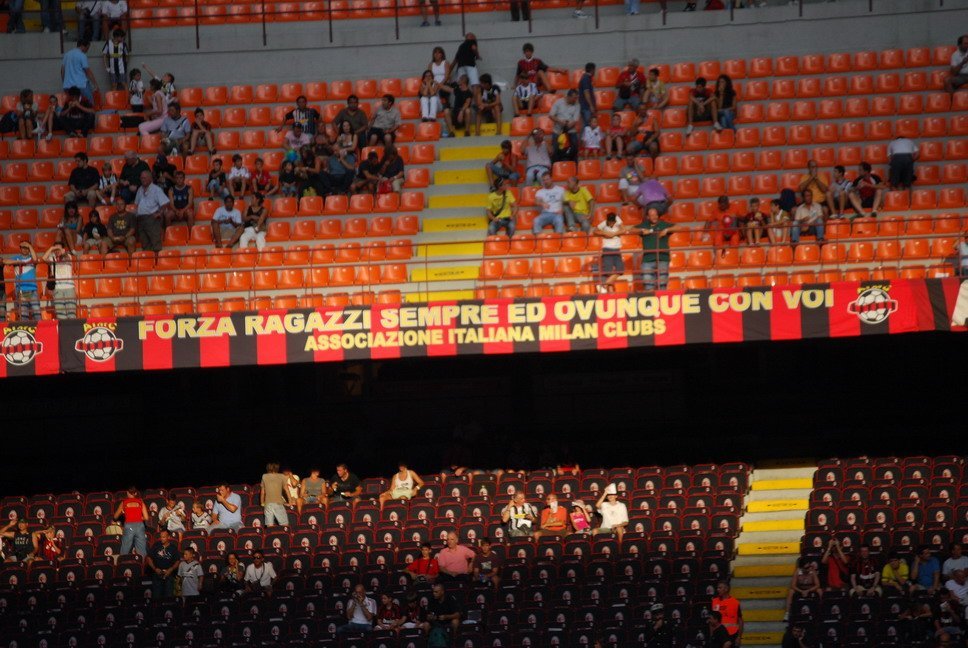 FORZA RAGAZZI SEMPRE ED OVUNQUE CON VOI
ASSOCIAZIONE ITALIANA MILAN CLUBS